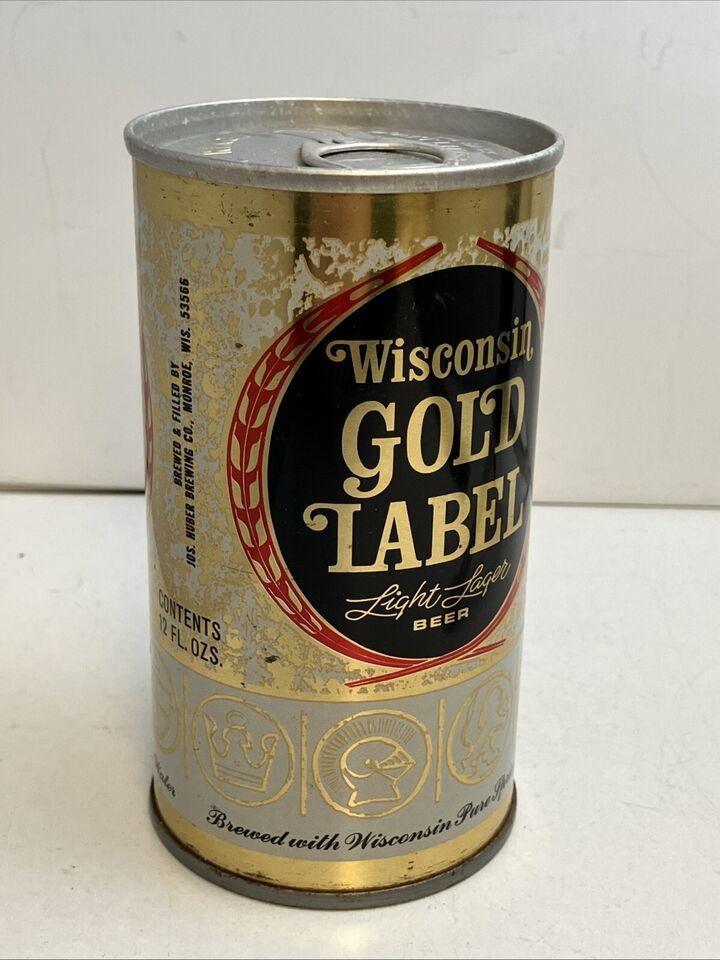 Wisconsin
GOLD
LABEL
Light Lager
BEER
BREWED & FILLED BY
JOS. HUBER BREWING CO., MONROE, WIS. 53566
CONTENTS
12 FL. OZS.
Brewed with Wisconsin Pure